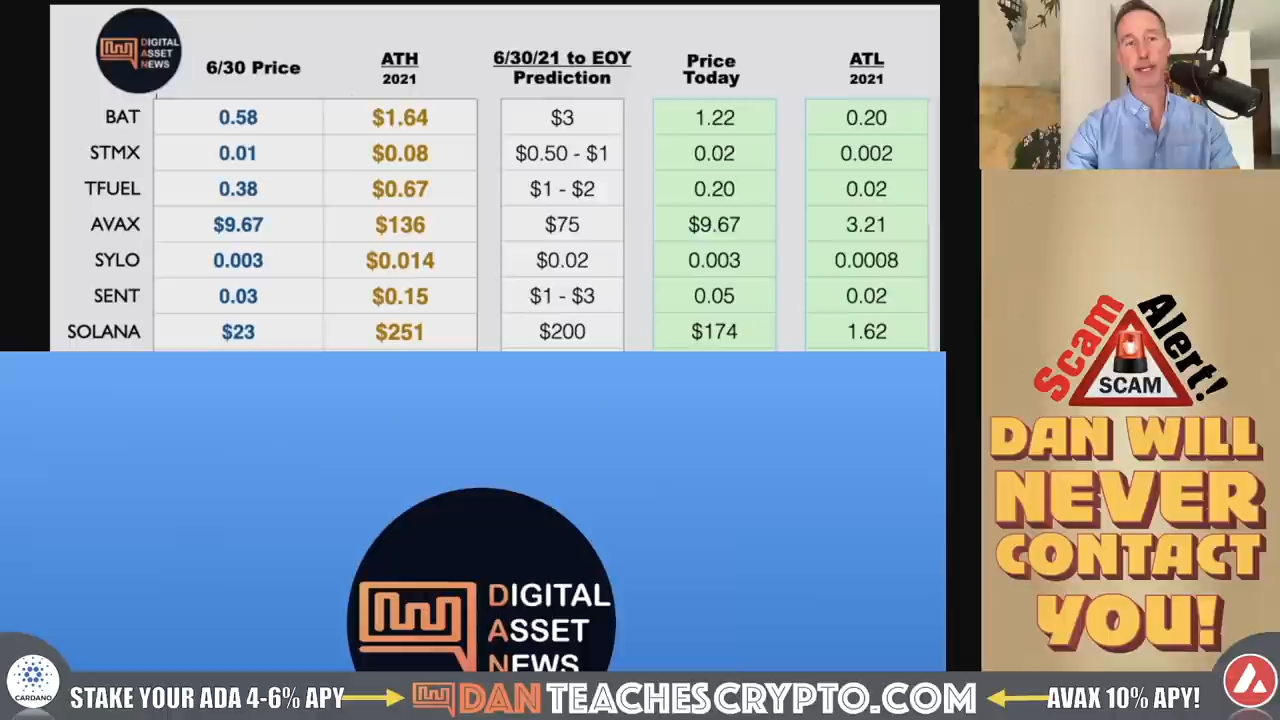 DIGITAL
ASSET
NEWS
6/30 Price
ATH
2021
6/30/21 to EOY
Prediction
Price
Today
ATL
2021
BAT 0.58 $1.64 $3 1.22 0.20
STMX 0.01 $0.08 $0.50 - $1 0.02 0.002
TFUEL 0.38 $0.67 $1 - $2 0.20 0.02
AVAX $9.67 $136 $75 $9.67 3.21
SYLO 0.003 $0.014 $0.02 0.003 0.0008
SENT 0.03 $0.15 $1 - $3 0.05 0.02
SOLANA $23 $251 $200 $174 1.62
Scam Alert!
SCAM
DAN WILL
NEVER
CONTACT
YOU!
DIGITAL
ASSET
NEWS
CARDANO
STAKE YOUR ADA 4-6% APY
DANTEACHESCRYPTO.COM
AVAX 10% APY!